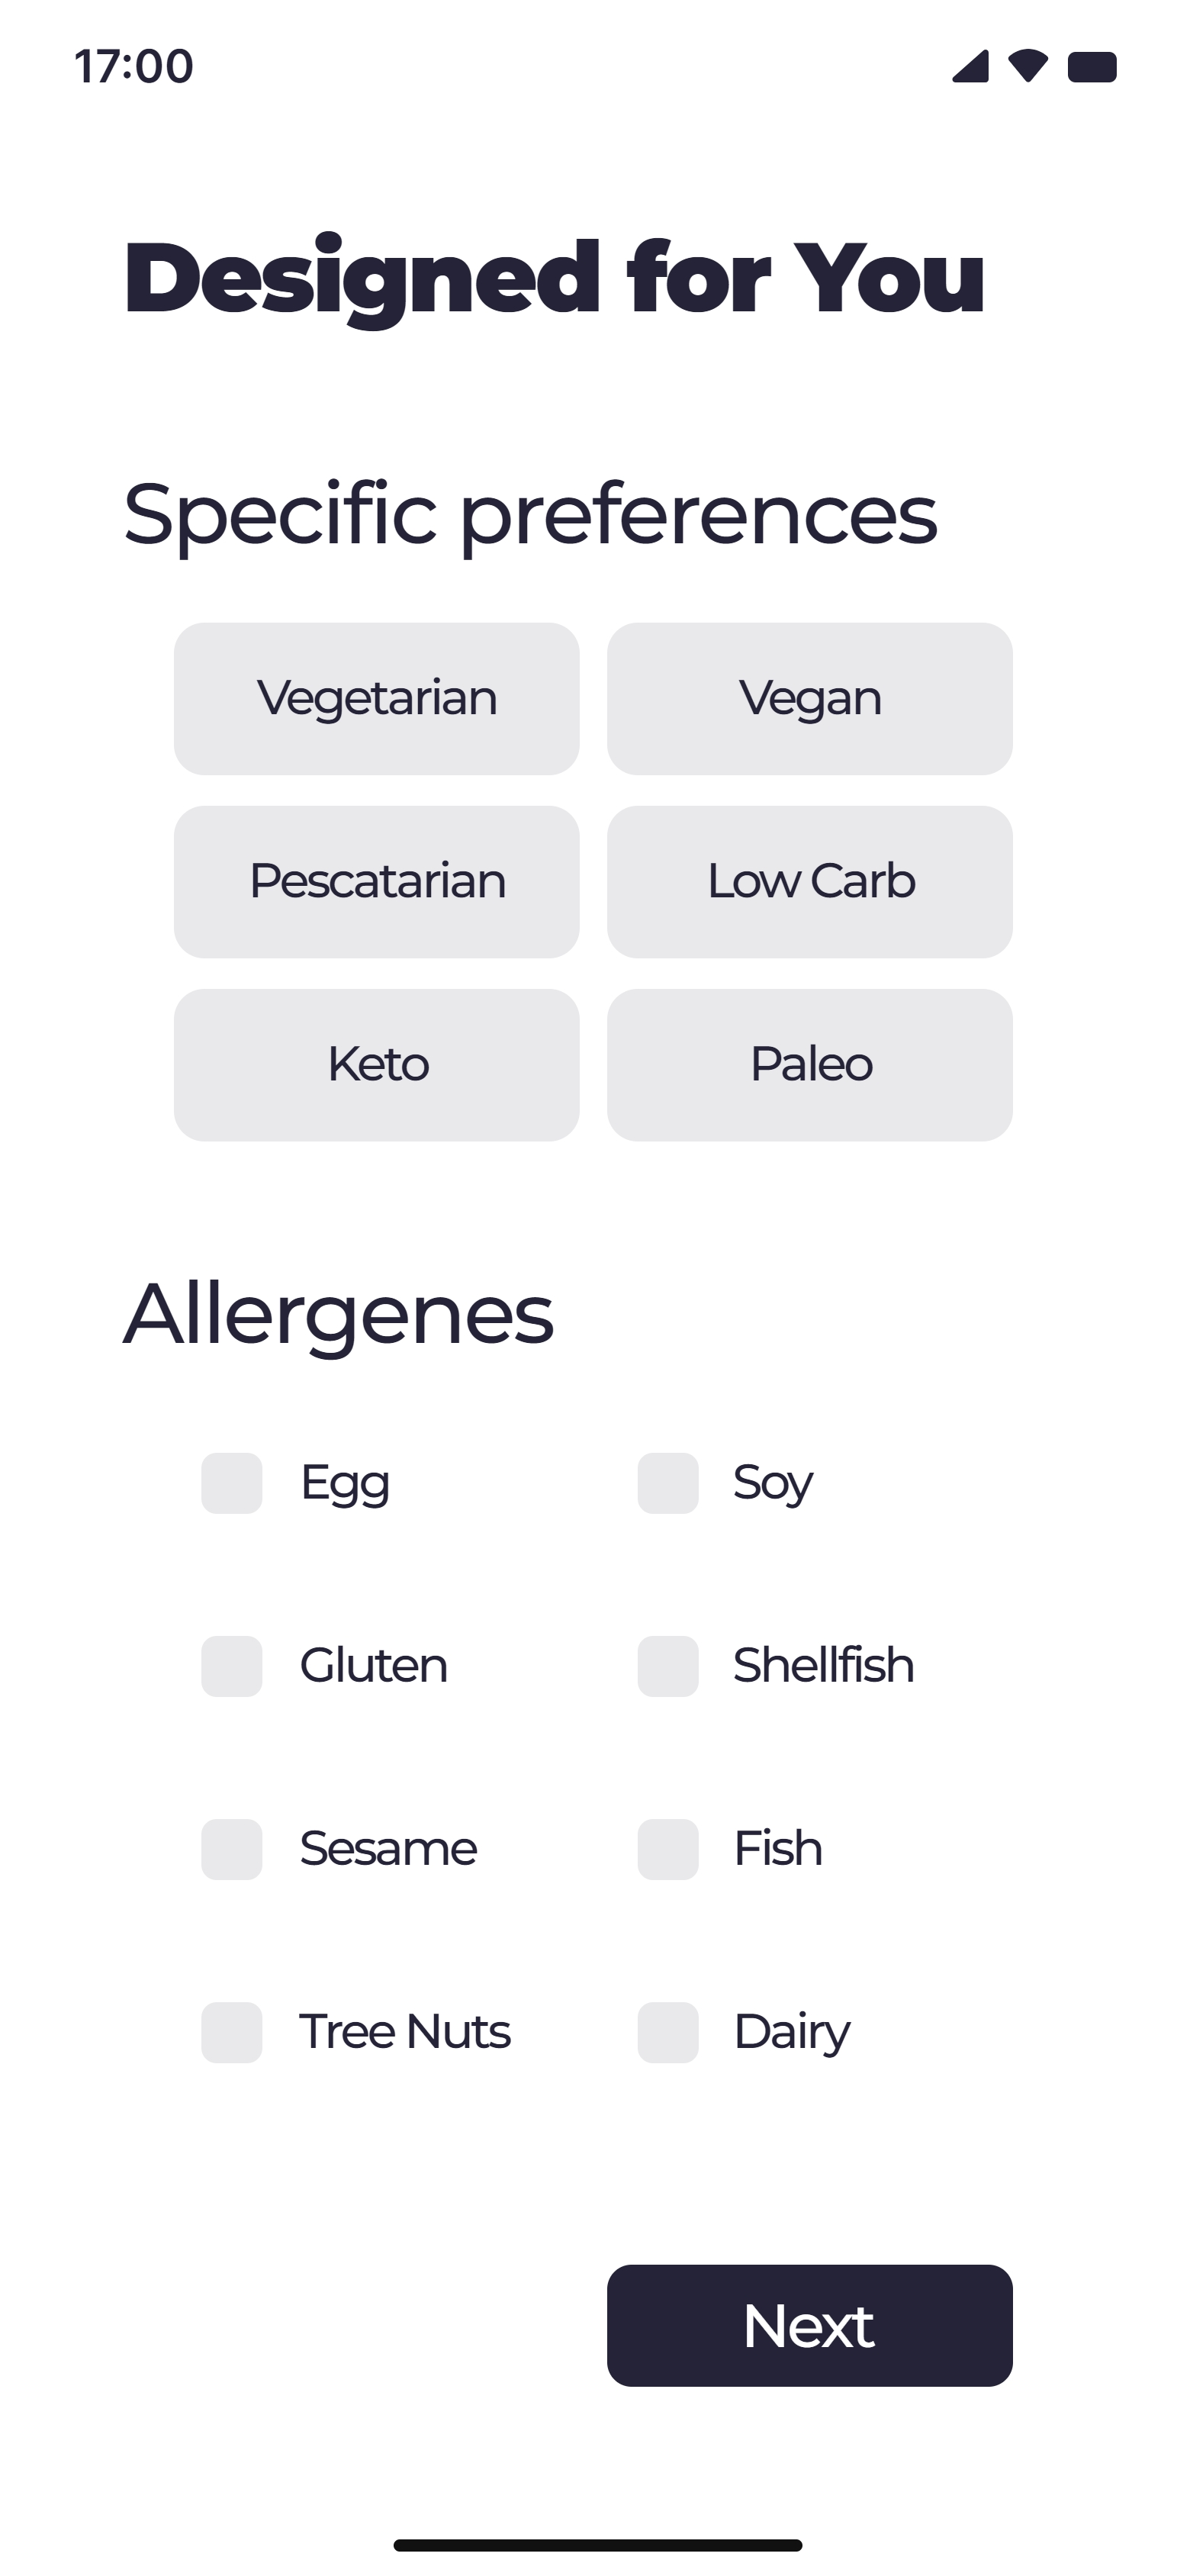 17:00
Designed for You
Specific preferences
Vegetarian
Vegan
Pescatarian
Low Carb
Keto
Paleo
Allergenes
Egg
Soy
Gluten
Shellfish
Sesame
Fish
Tree Nuts
Dairy
Next